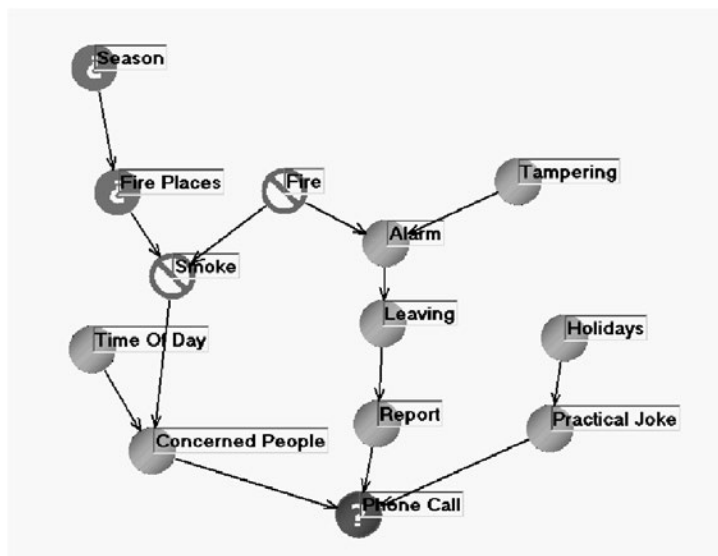 Season
Fire Places
Fire
Tampering
Alarm
Smoke
Leaving
Holidays
Time Of Day
Report
Practical Joke
Concerned People
Phone Call
?